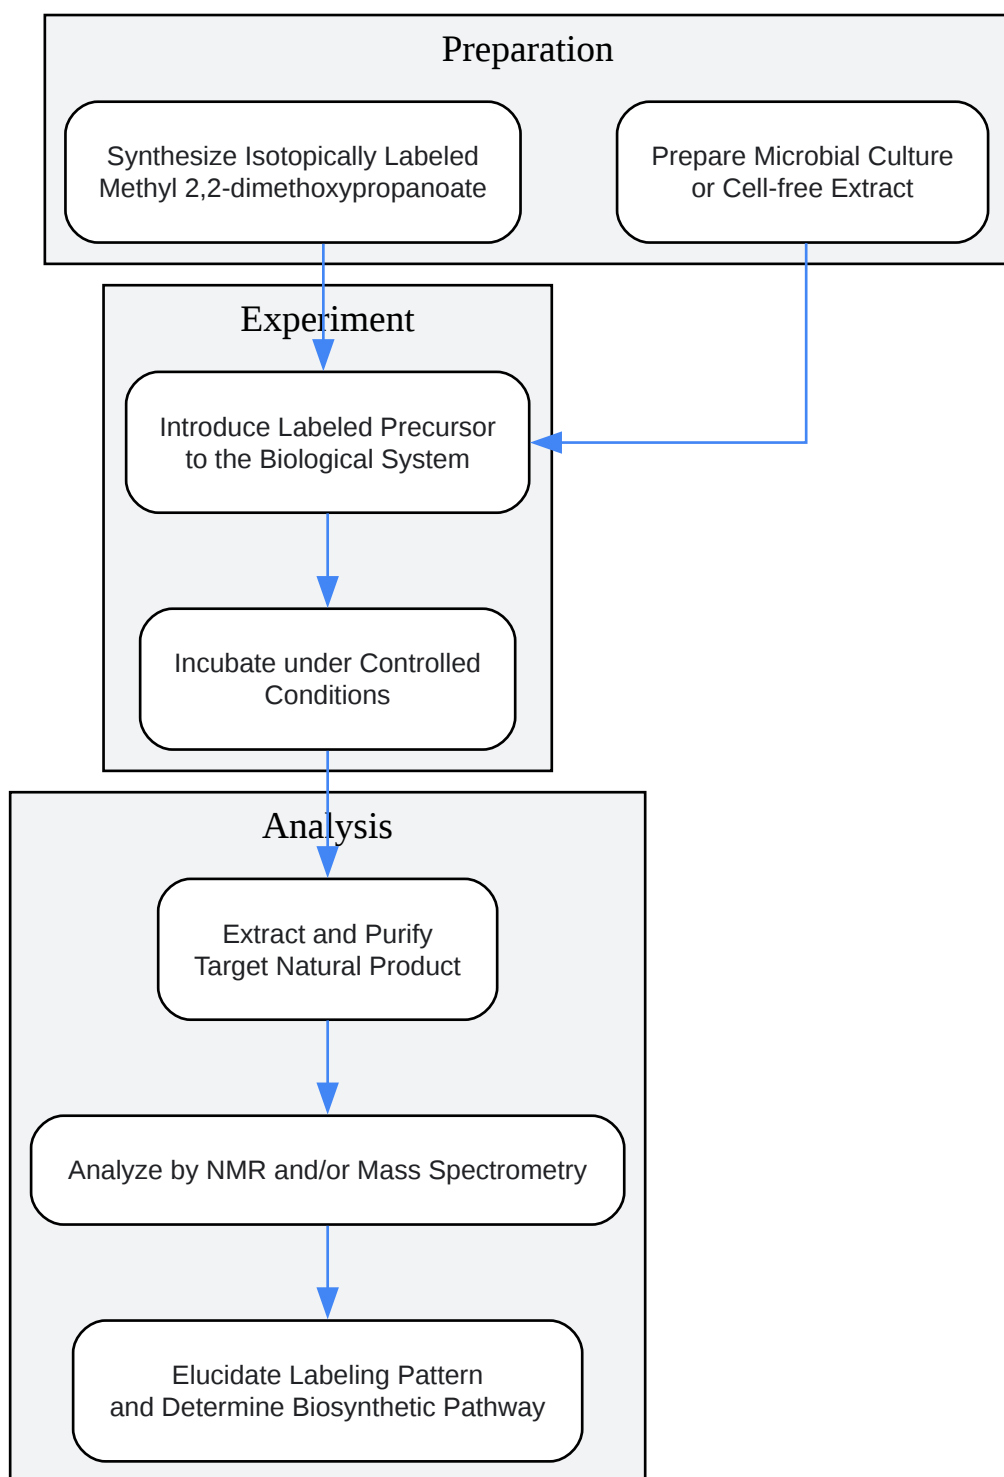 Preparation
Synthesize Isotopically Labeled
Methyl 2,2-dimethoxypropanoate
Prepare Microbial Culture
or Cell-free Extract
Experiment
Introduce Labeled Precursor
to the Biological System
Incubate under Controlled
Conditions
Analysis
Extract and Purify
Target Natural Product
Analyze by NMR and/or Mass Spectrometry
Elucidate Labeling Pattern
and Determine Biosynthetic Pathway